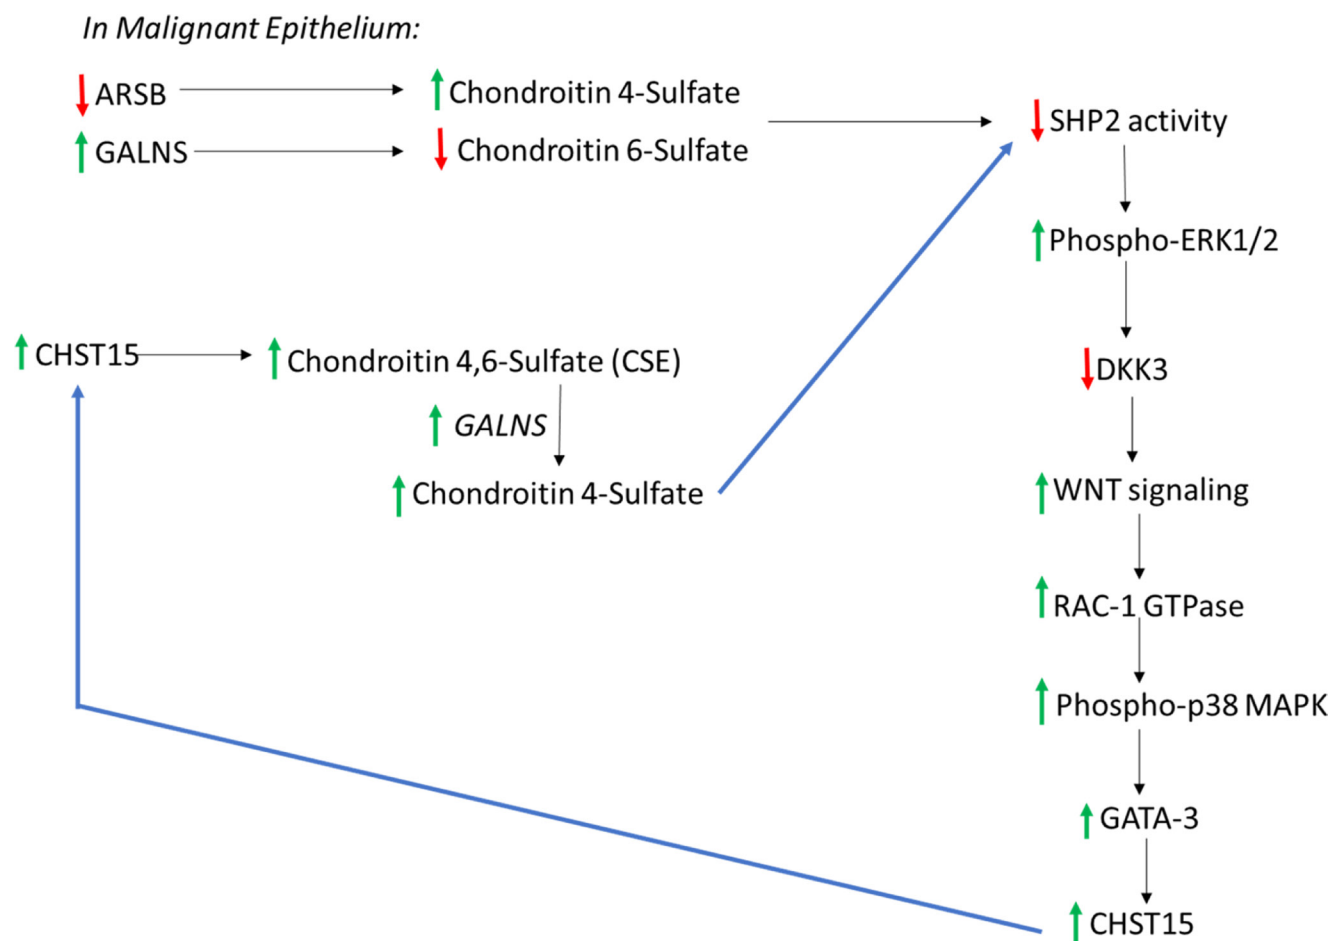 In Malignant Epithelium:
ARSB
Chondroitin 4-Sulfate
GALNS
Chondroitin 6-Sulfate
SHP2 activity
Phospho-ERK1/2
CHST15
Chondroitin 4,6-Sulfate (CSE)
GALNS
Chondroitin 4-Sulfate
DKK3
WNT signaling
RAC-1 GTPase
Phospho-p38 MAPK
GATA-3
CHST15